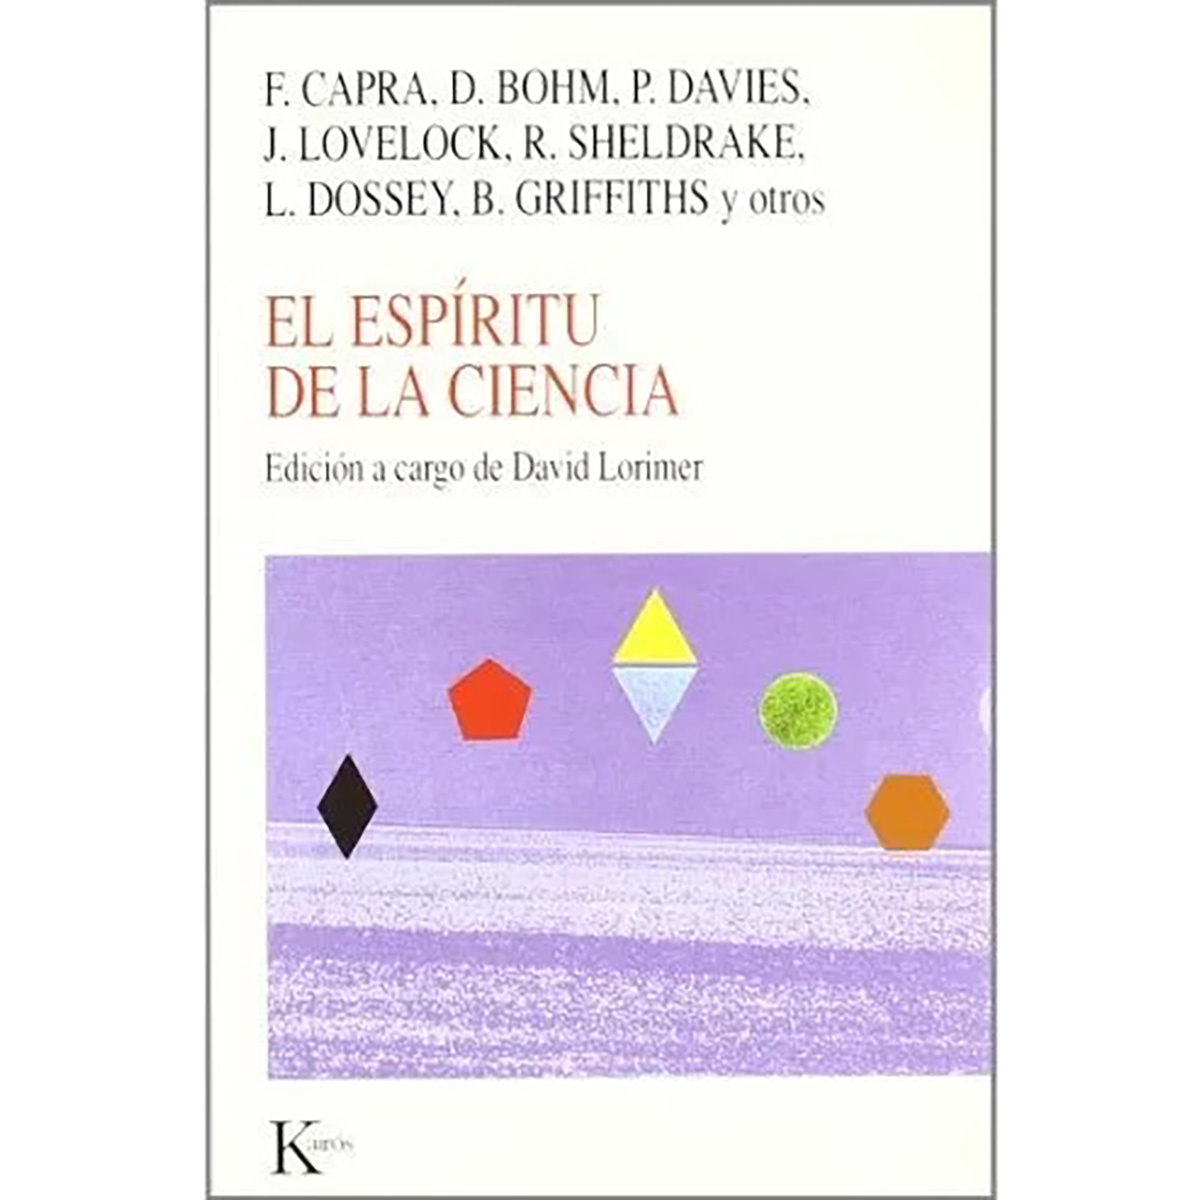 F. CAPRA, D. BOHM, P. DAVIES,
J. LOVELOCK, R. SHELDRAKE,
L. DOSSEY, B. GRIFFITHS y otros
EL ESPÍRITU
DE LA CIENCIA
Edición a cargo de David Lorimer
Kairós